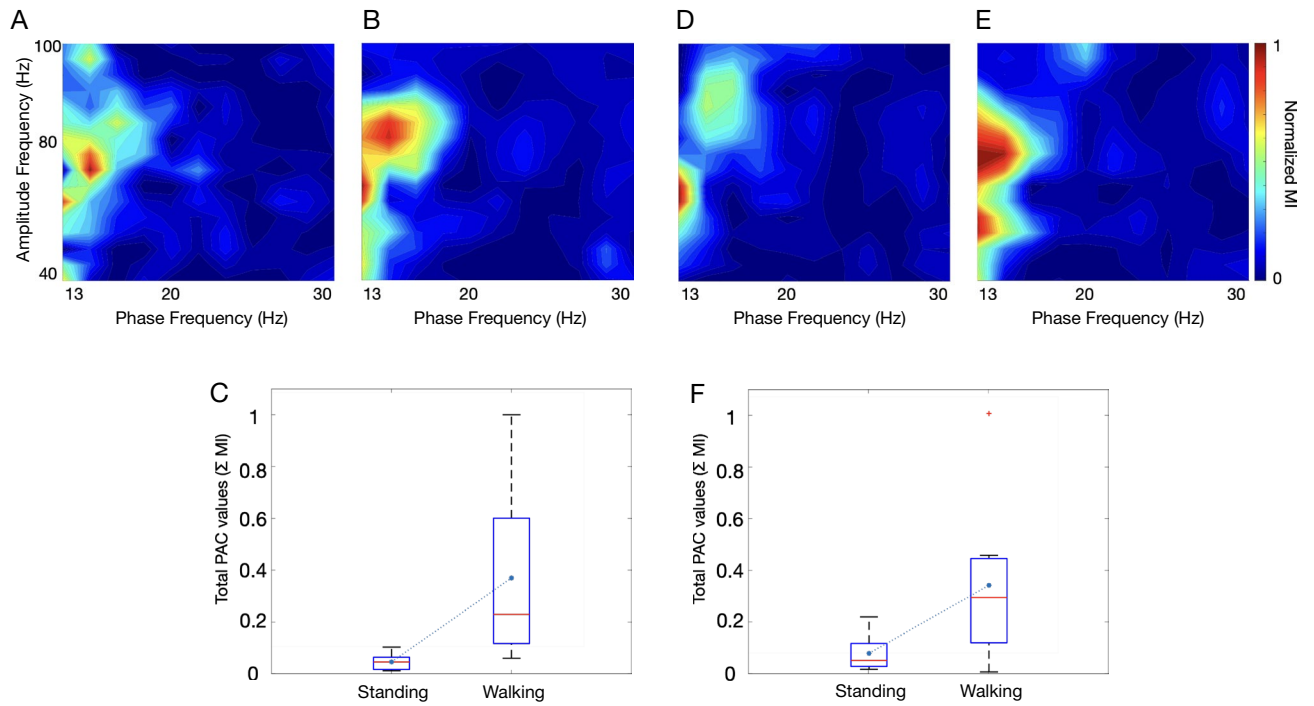 A
B
D
E
Amplitude Frequency (Hz)
100
80
40
13 20 30
Phase Frequency (Hz)
13 20 30
Phase Frequency (Hz)
13 20 30
Phase Frequency (Hz)
13 20 30
Phase Frequency (Hz)
1
0
Normalized MI
C
Total PAC values (Σ MI)
1
0.8
0.6
0.4
0.2
0
Standing Walking
F
Total PAC values (Σ MI)
1
0.8
0.6
0.4
0.2
0
Standing Walking